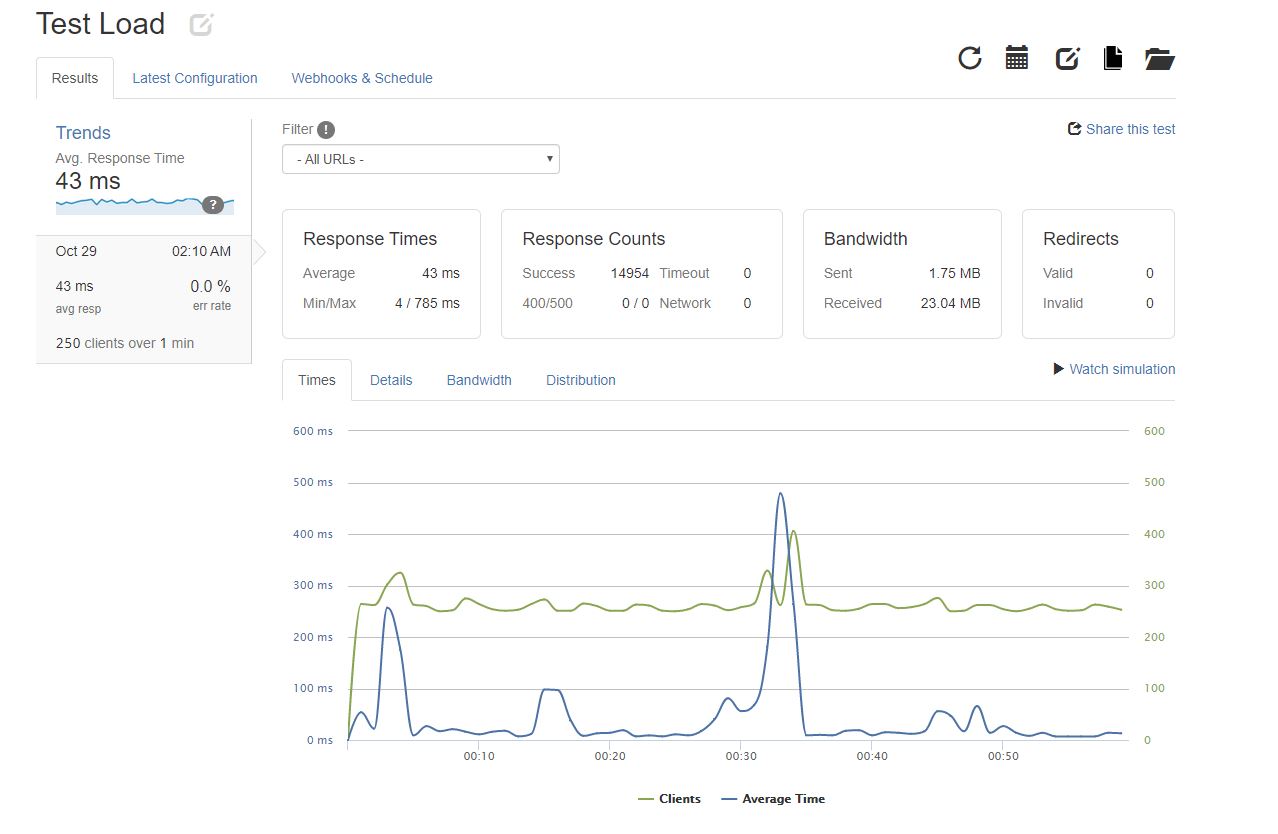 Test Load
Results Latest Configuration Webhooks & Schedule
Trends
Avg. Response Time
43 ms
?
Oct 29 02:10 AM
43 ms 0.0 %
avg resp err rate
250 clients over 1 min
Filter !
- All URLs -
Share this test
Response Times
Average 43 ms
Min/Max 4 / 785 ms
Response Counts
Success 14954 Timeout 0
400/500 0 / 0 Network 0
Bandwidth
Sent 1.75 MB
Received 23.04 MB
Redirects
Valid 0
Invalid 0
Times Details Bandwidth Distribution
Watch simulation
600 ms 600
500 ms 500
400 ms 400
300 ms 300
200 ms 200
100 ms 100
0 ms 0
00:10 00:20 00:30 00:40 00:50
Clients Average Time